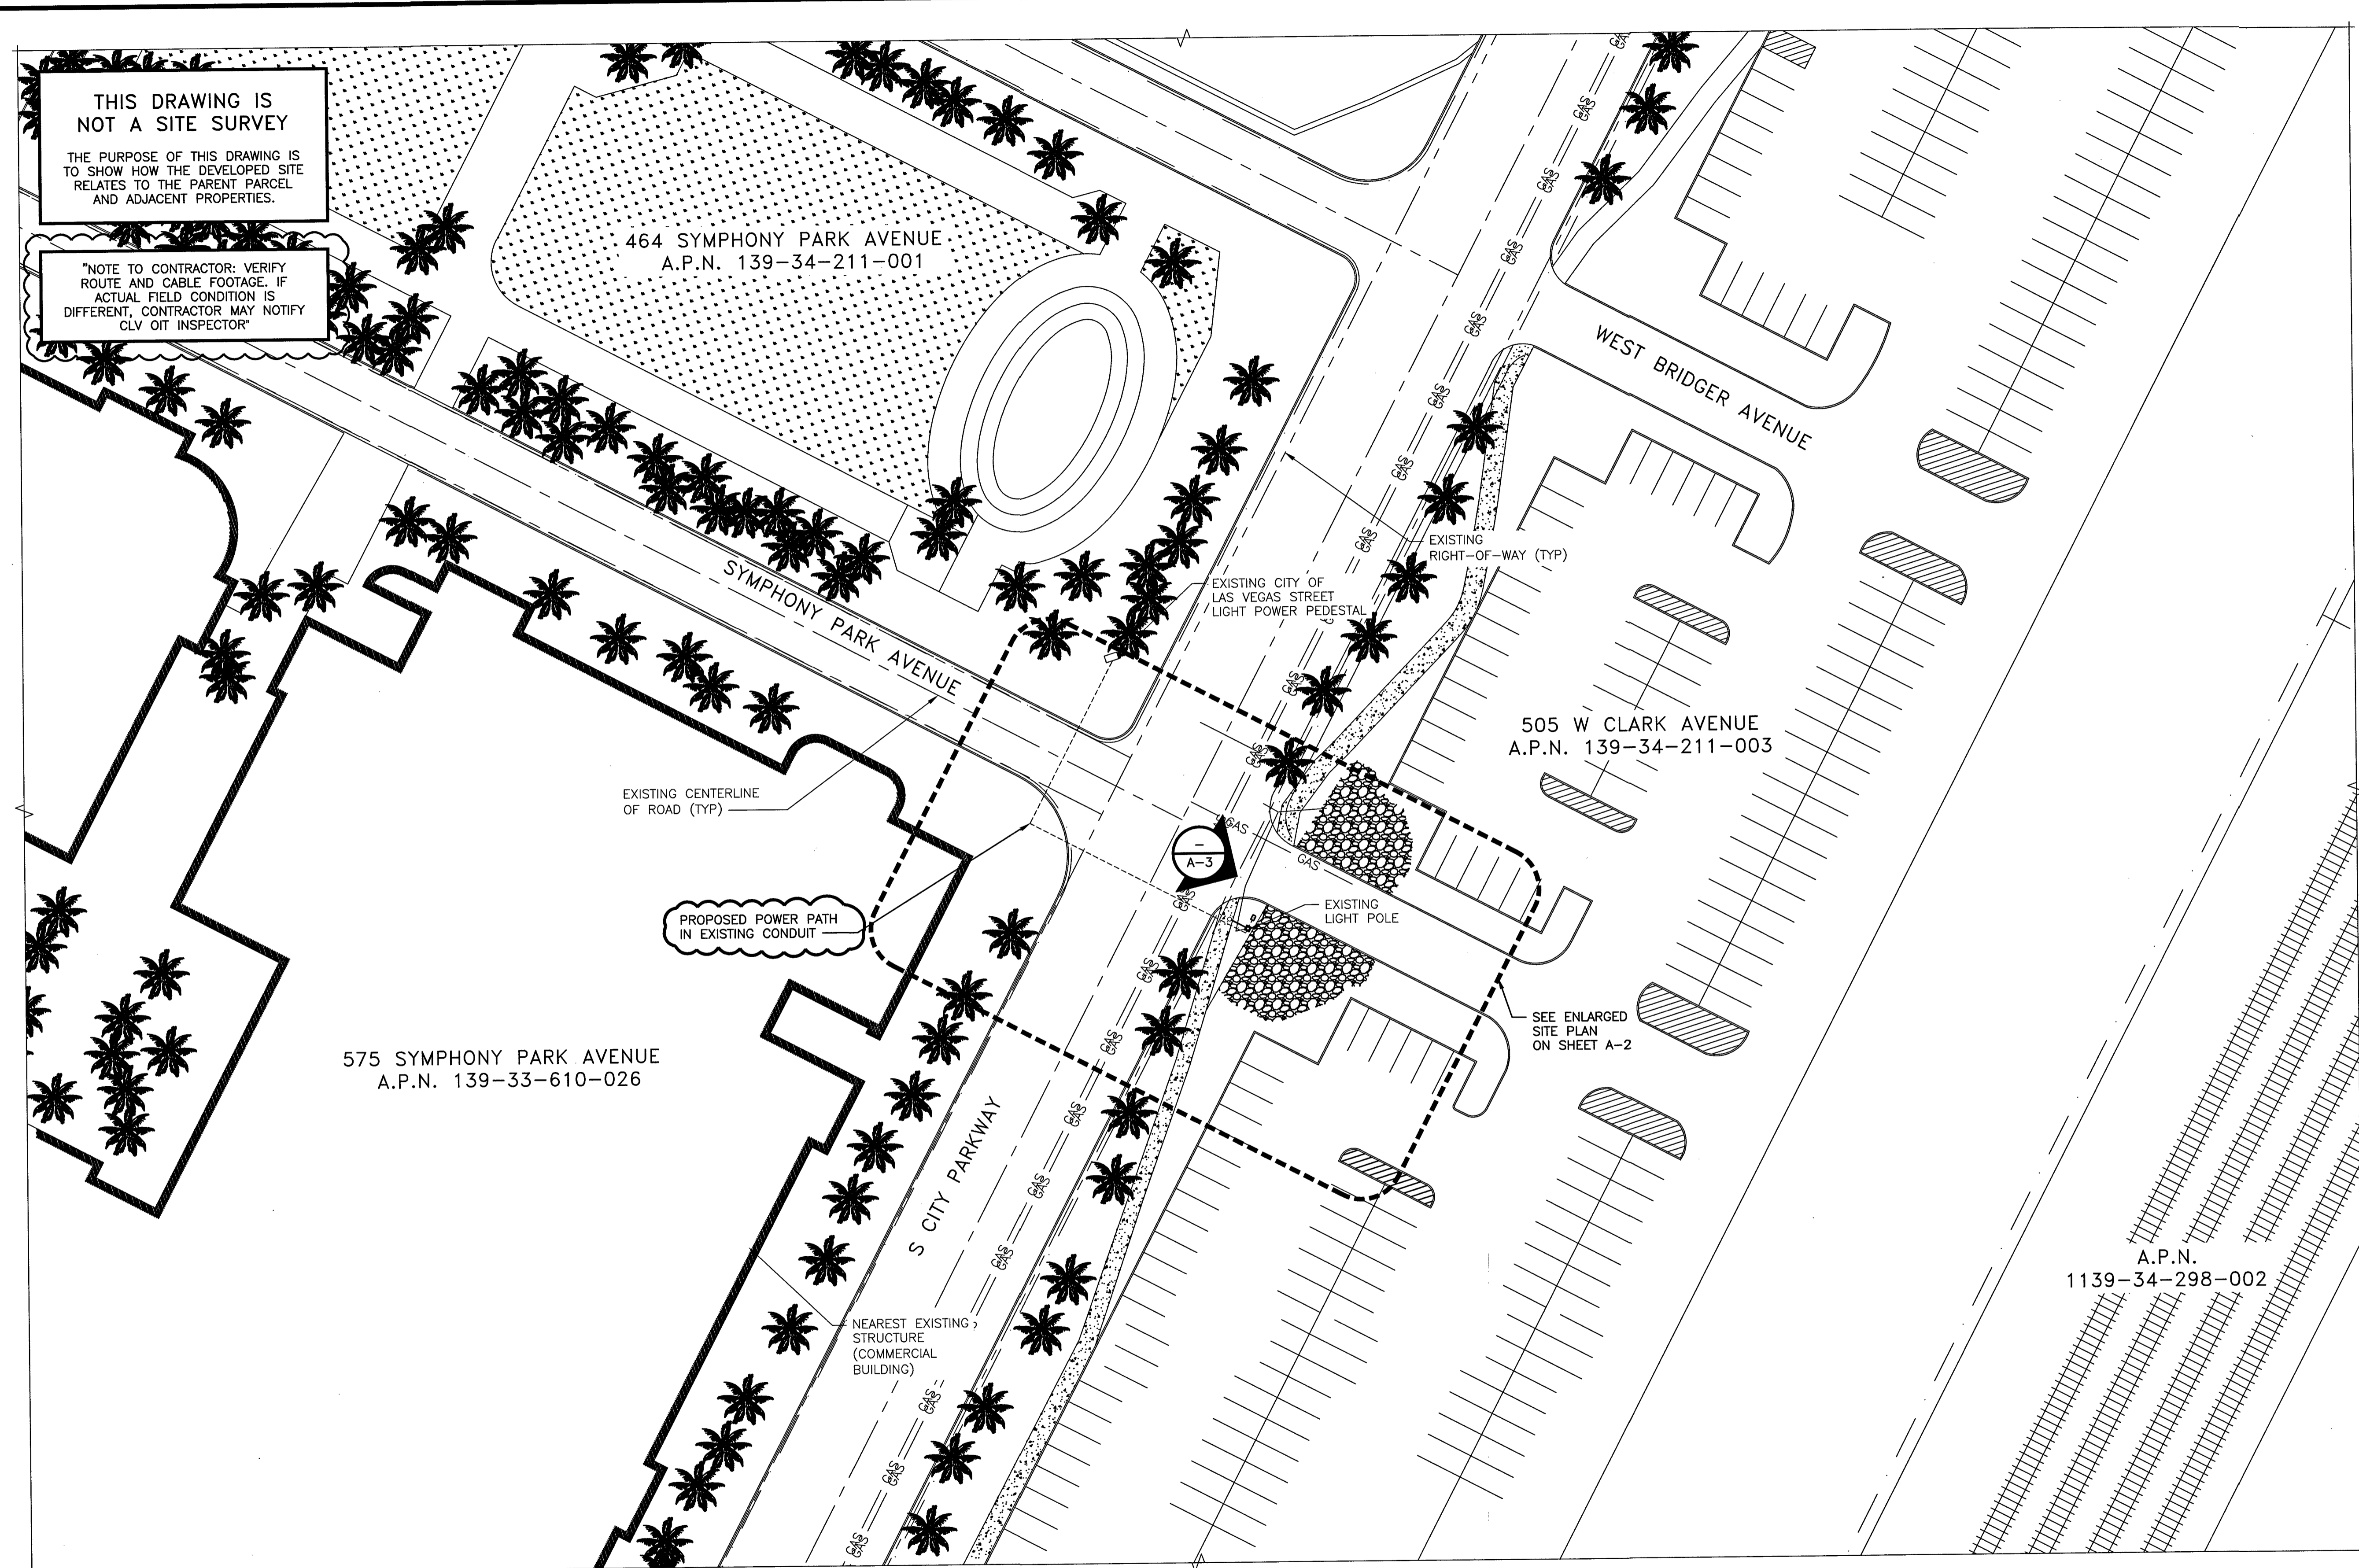 THIS DRAWING IS
NOT A SITE SURVEY
THE PURPOSE OF THIS DRAWING IS
TO SHOW HOW THE DEVELOPED SITE
RELATES TO THE PARENT PARCEL
AND ADJACENT PROPERTIES.
"NOTE TO CONTRACTOR: VERIFY
ROUTE AND CABLE FOOTAGE. IF
ACTUAL FIELD CONDITION IS
DIFFERENT, CONTRACTOR MAY NOTIFY
CLV OIT INSPECTOR"
464 SYMPHONY PARK AVENUE
A.P.N. 139-34-211-001
WEST BRIDGER AVENUE
EXISTING
RIGHT-OF-WAY (TYP)
EXISTING CITY OF
LAS VEGAS STREET
LIGHT POWER PEDESTAL
SYMPHONY PARK AVENUE
505 W CLARK AVENUE
A.P.N. 139-34-211-003
EXISTING CENTERLINE
OF ROAD (TYP)
GAS
GAS
–
A-3
PROPOSED POWER PATH
IN EXISTING CONDUIT
EXISTING
LIGHT POLE
SEE ENLARGED
SITE PLAN
ON SHEET A-2
575 SYMPHONY PARK AVENUE
A.P.N. 139-33-610-026
S CITY PARKWAY
A.P.N.
1139-34-298-002
NEAREST EXISTING
STRUCTURE
(COMMERCIAL
BUILDING)